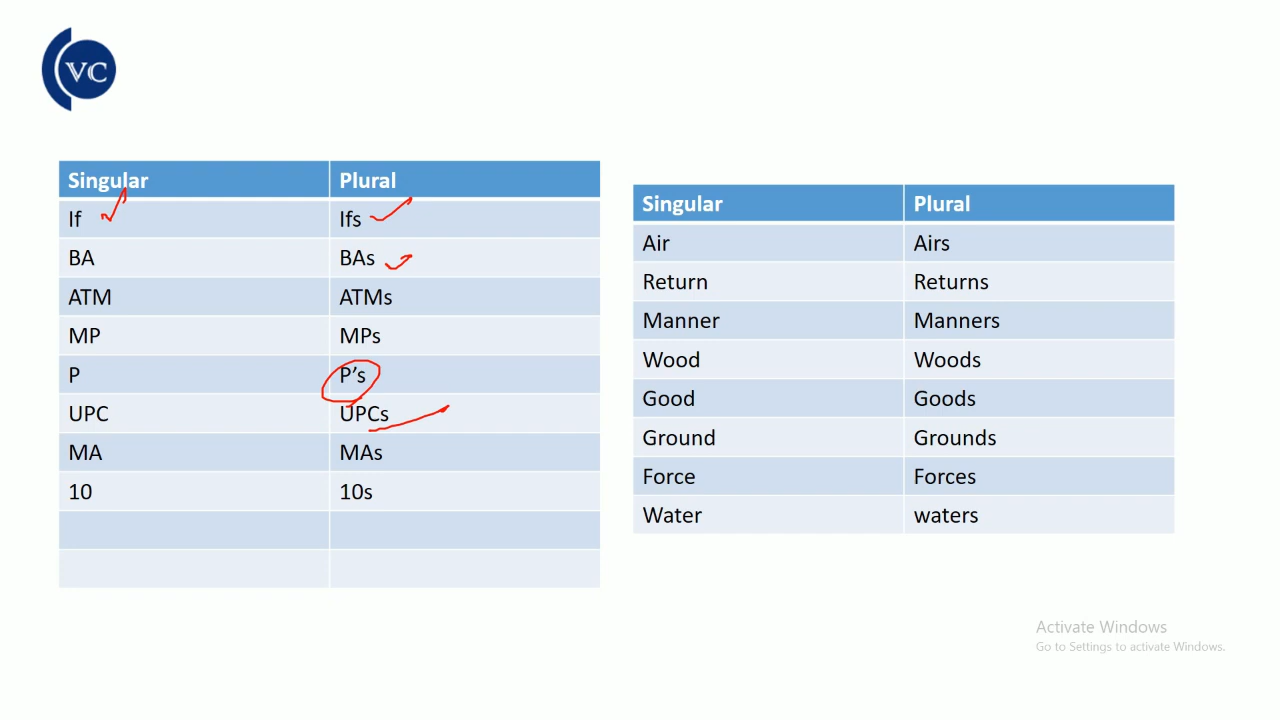 VC
Singular Plural
If Ifs
BA BAs
ATM ATMs
MP MPs
P P’s
UPC UPCs
MA MAs
10 10s
Singular Plural
Air Airs
Return Returns
Manner Manners
Wood Woods
Good Goods
Ground Grounds
Force Forces
Water waters
Activate Windows
Go to Settings to activate Windows.